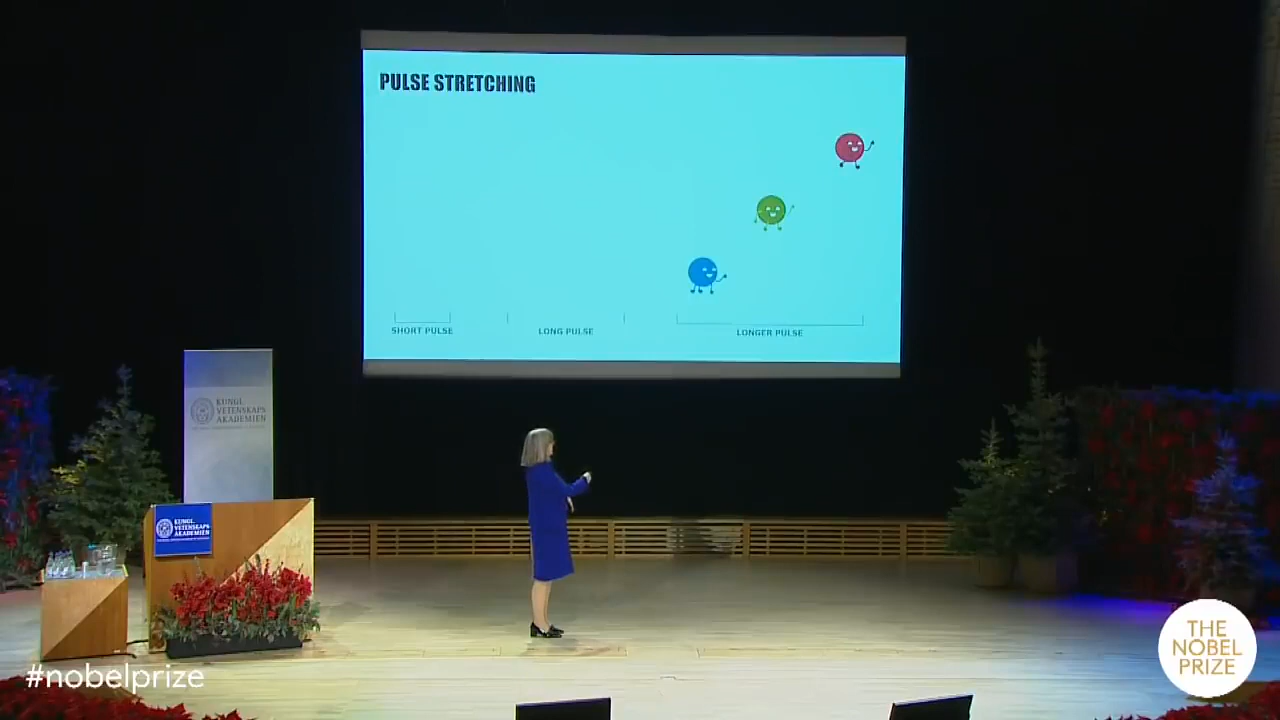 PULSE STRETCHING
SHORT PULSE
LONG PULSE
LONGER PULSE
KUNGL.
VETENSKAPS
AKADEMIEN
KUNGL.
VETENSKAPS
AKADEMIEN
#nobelprize
THE
NOBEL
PRIZE